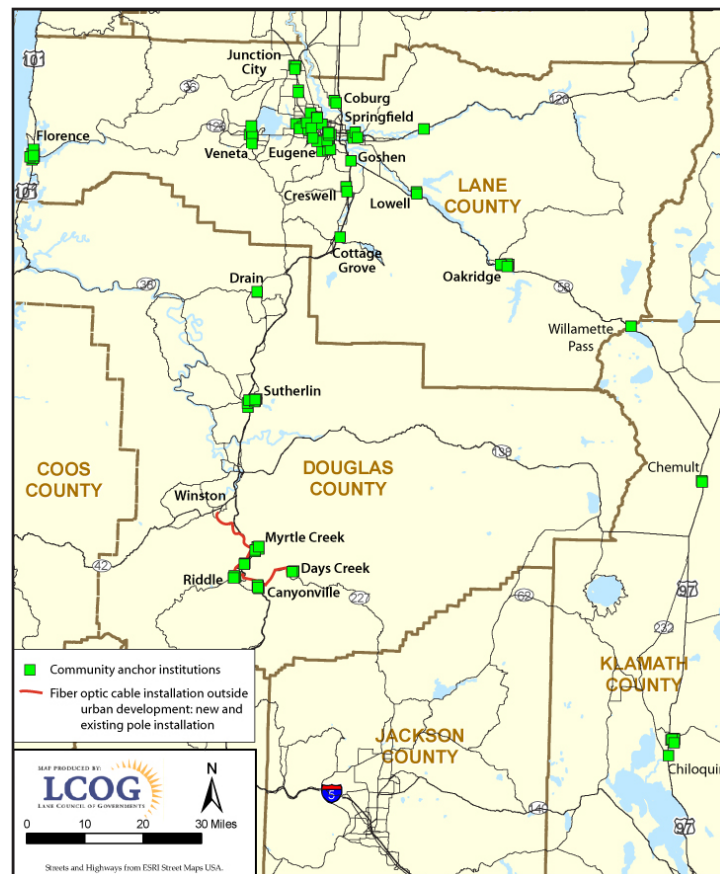 Junction
City
101
36
Coburg
126
Springfield
Florence
126
Veneta
Eugene
Goshen
101
Creswell
Lowell
LANE
COUNTY
Cottage
Grove
Oakridge
Drain
38
58
Willamette
Pass
Sutherlin
138
Chemult
COOS
COUNTY
DOUGLAS
COUNTY
Winston
Myrtle Creek
42
Days Creek
Riddle
Canyonville
227
62
97
232
KLAMATH
COUNTY
Community anchor institutions
Fiber optic cable installation outside
urban development: new and
existing pole installation
JACKSON
COUNTY
Chiloquin
MAP PRODUCED BY:
LCOG
LANE COUNCIL OF GOVERNMENTS
N
0 10 20 30 Miles
5
97
Streets and Highways from ESRI Street Maps USA.